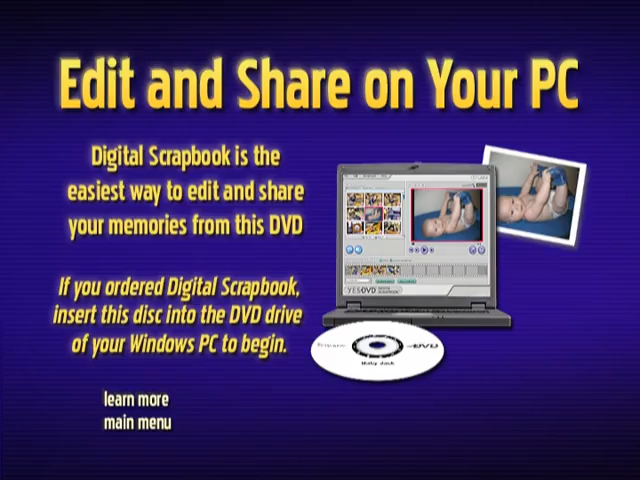 Edit and Share on Your PC
Digital Scrapbook is the
easiest way to edit and share
your memories from this DVD
If you ordered Digital Scrapbook,
insert this disc into the DVD drive
of your Windows PC to begin.
YESDVD
DVD
Baby Jack
learn more
main menu